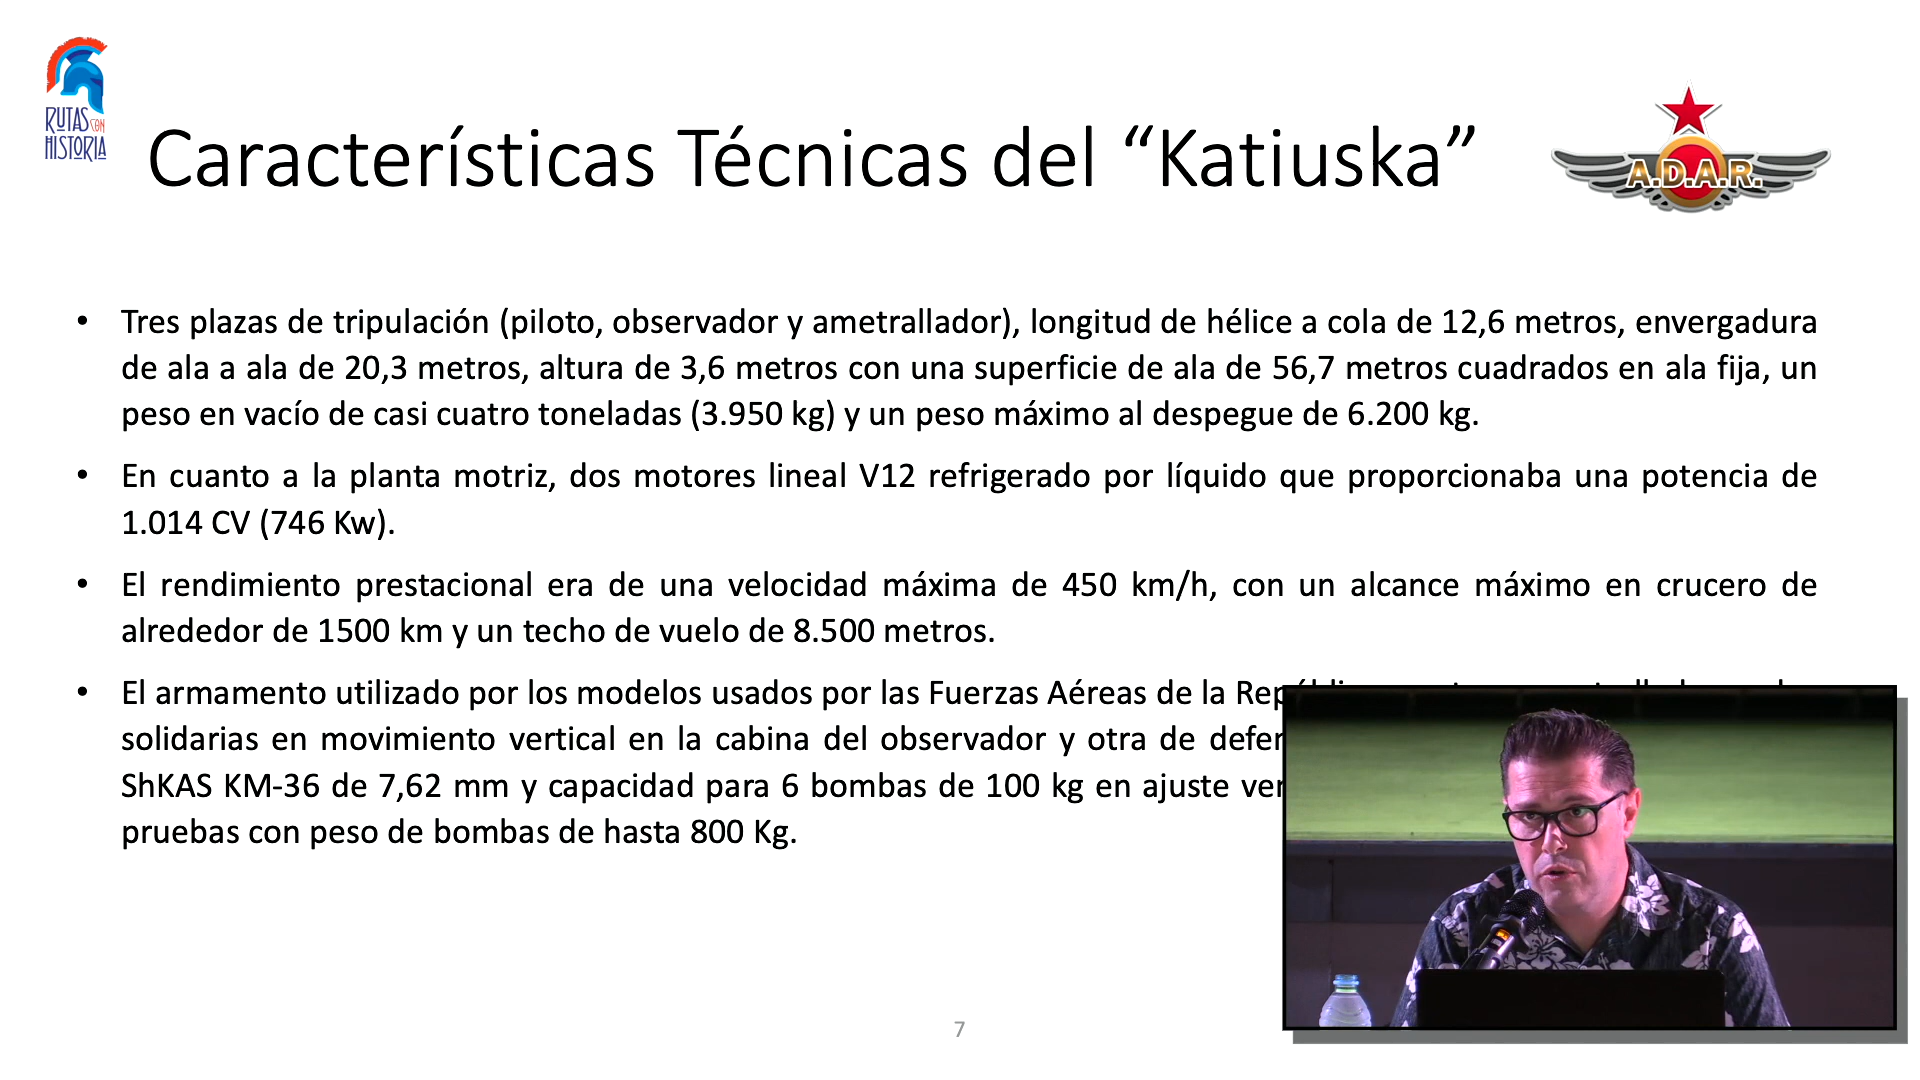 RUTAS CON
HISTORIA
Características Técnicas del “Katiuska”
A.D.A.R.
• Tres plazas de tripulación (piloto, observador y ametrallador), longitud de hélice a cola de 12,6 metros, envergadura
de ala a ala de 20,3 metros, altura de 3,6 metros con una superficie de ala de 56,7 metros cuadrados en ala fija, un
peso en vacío de casi cuatro toneladas (3.950 kg) y un peso máximo al despegue de 6.200 kg.
• En cuanto a la planta motriz, dos motores lineal V12 refrigerado por líquido que proporcionaba una potencia de
1.014 CV (746 Kw).
• El rendimiento prestacional era de una velocidad máxima de 450 km/h, con un alcance máximo en crucero de
alrededor de 1500 km y un techo de vuelo de 8.500 metros.
• El armamento utilizado por los modelos usados por las Fuerzas Aéreas de la
solidarias en movimiento vertical en la cabina del observador y otra de
ShKAS KM-36 de 7,62 mm y capacidad para 6 bombas de 100 kg en ajuste
pruebas con peso de bombas de hasta 800 Kg.
7